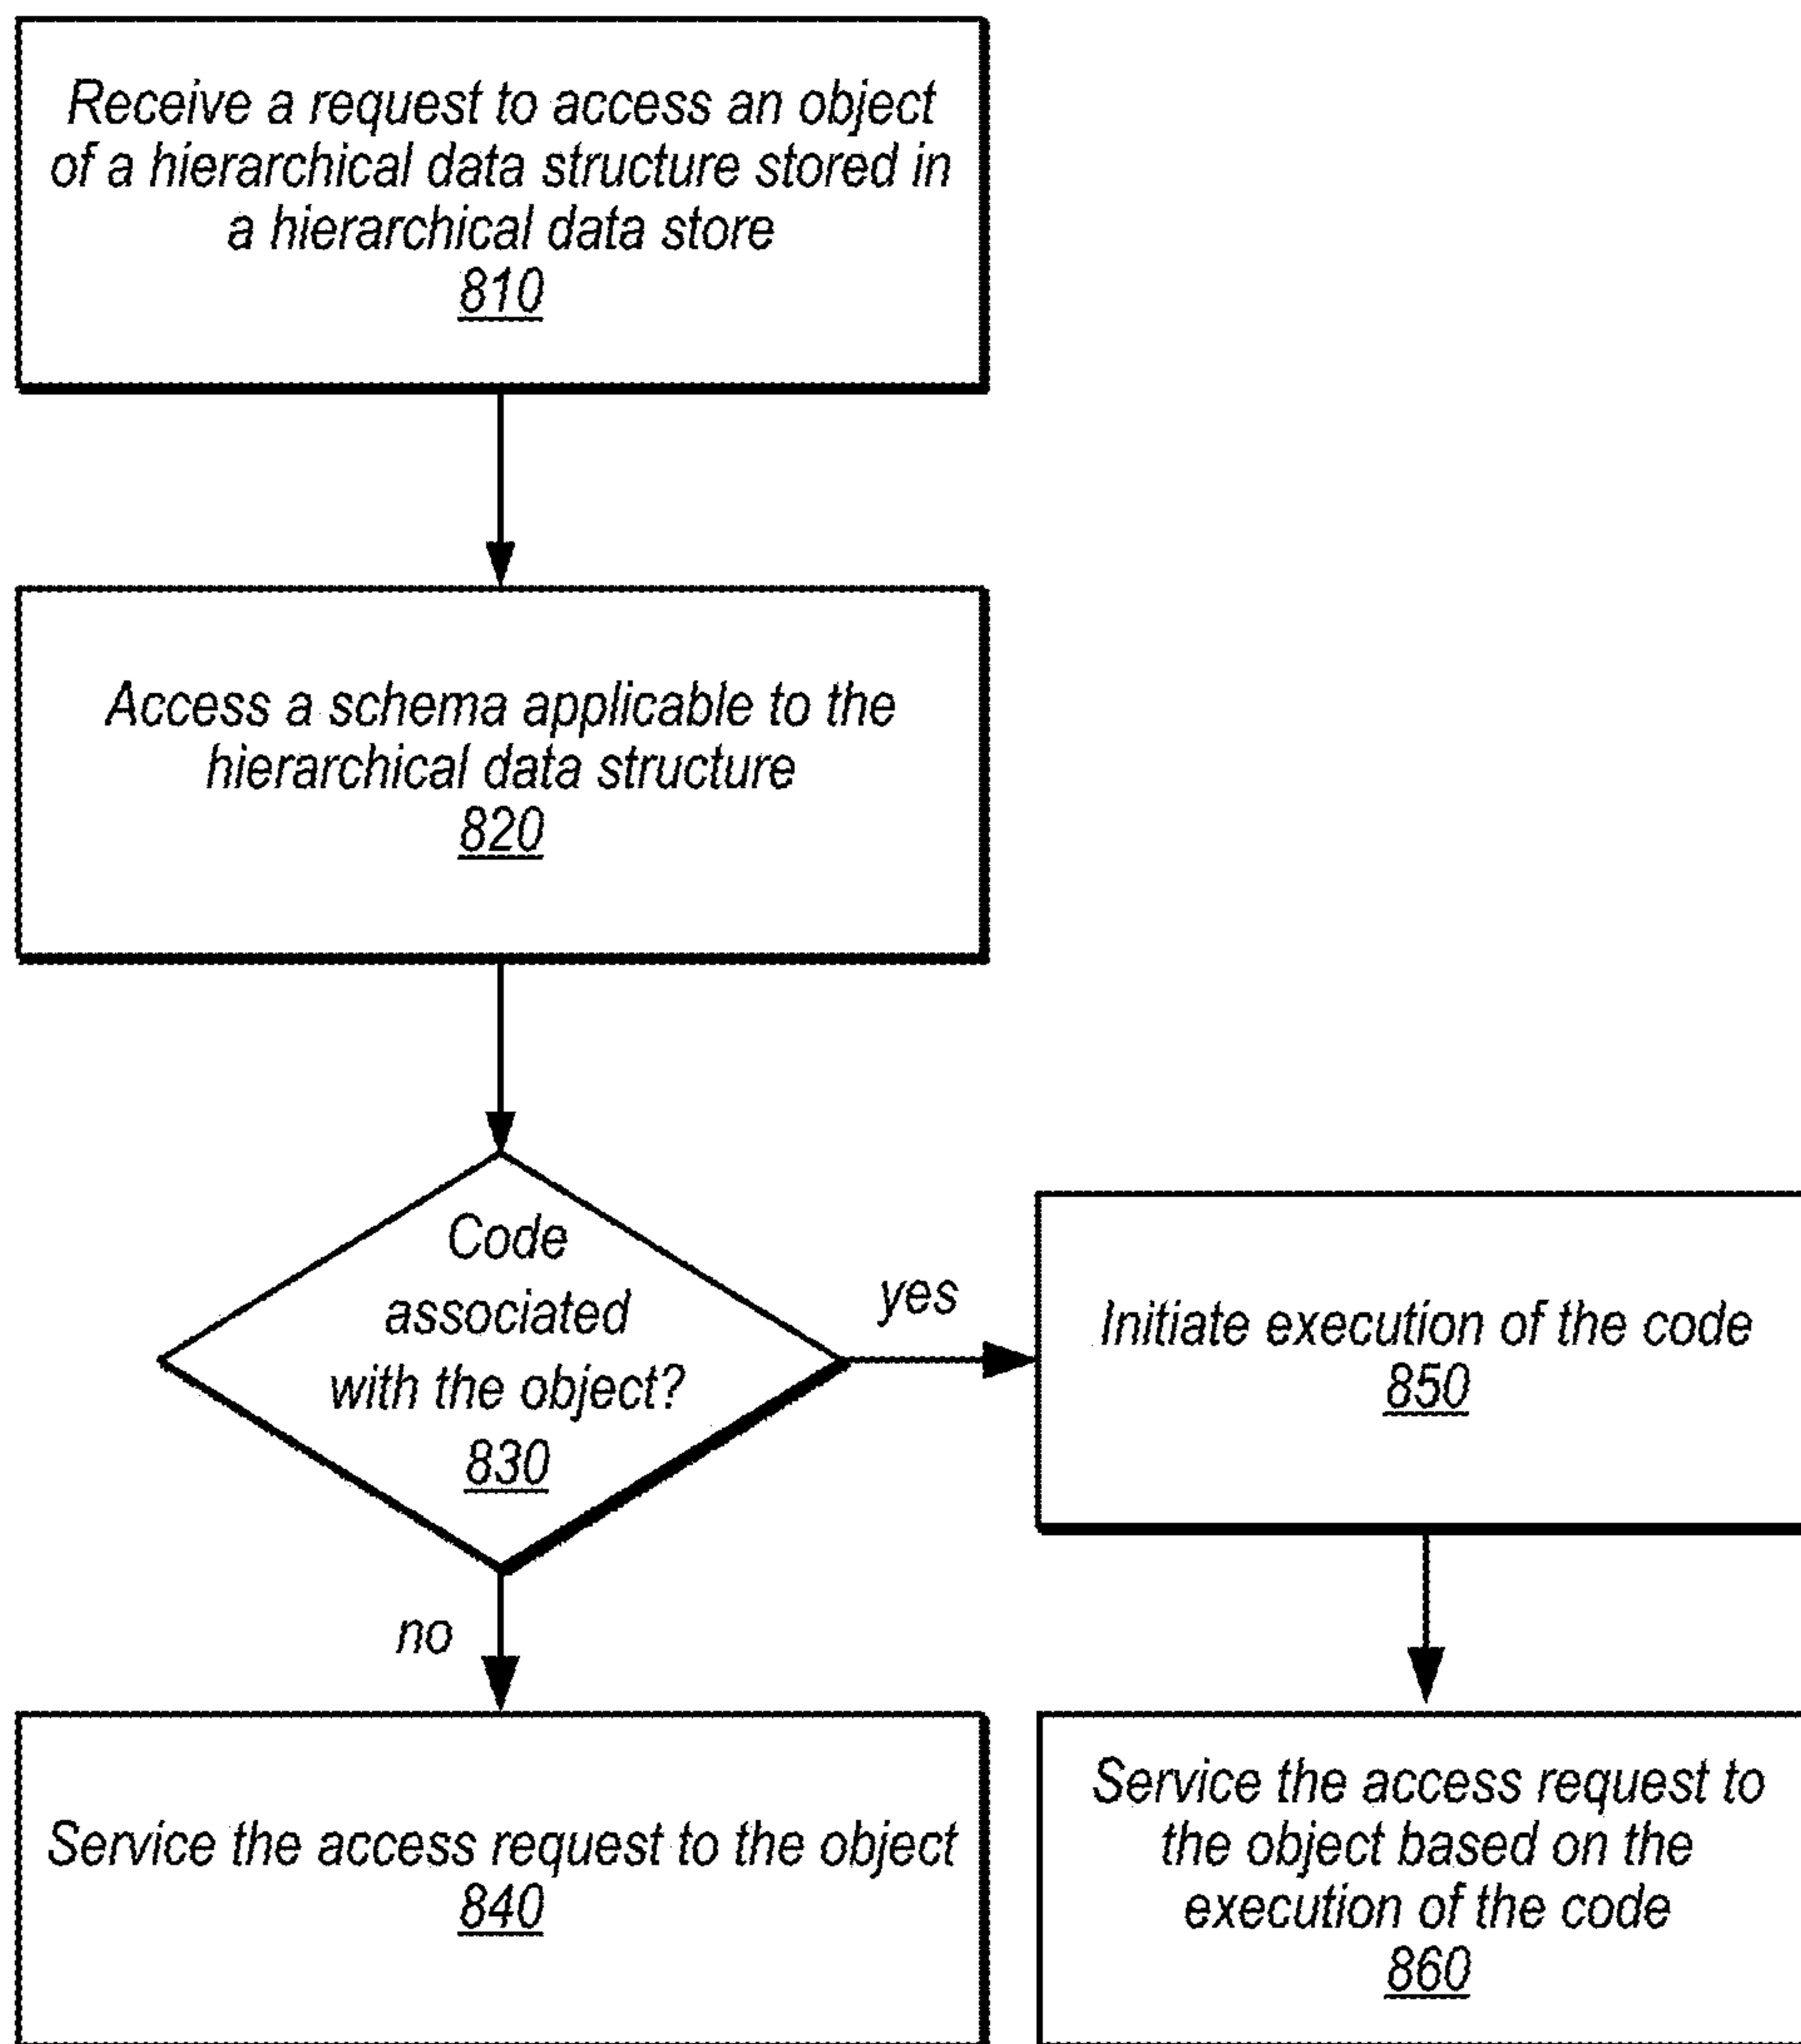 Receive a request to access an object
of a hierarchical data structure stored in
a hierarchical data store
810
Access a schema applicable to the
hierarchical data structure
820
Code
associated
with the object?
830
yes
Initiate execution of the code
850
no
Service the access request to the object
840
Service the access request to
the object based on the
execution of the code
860